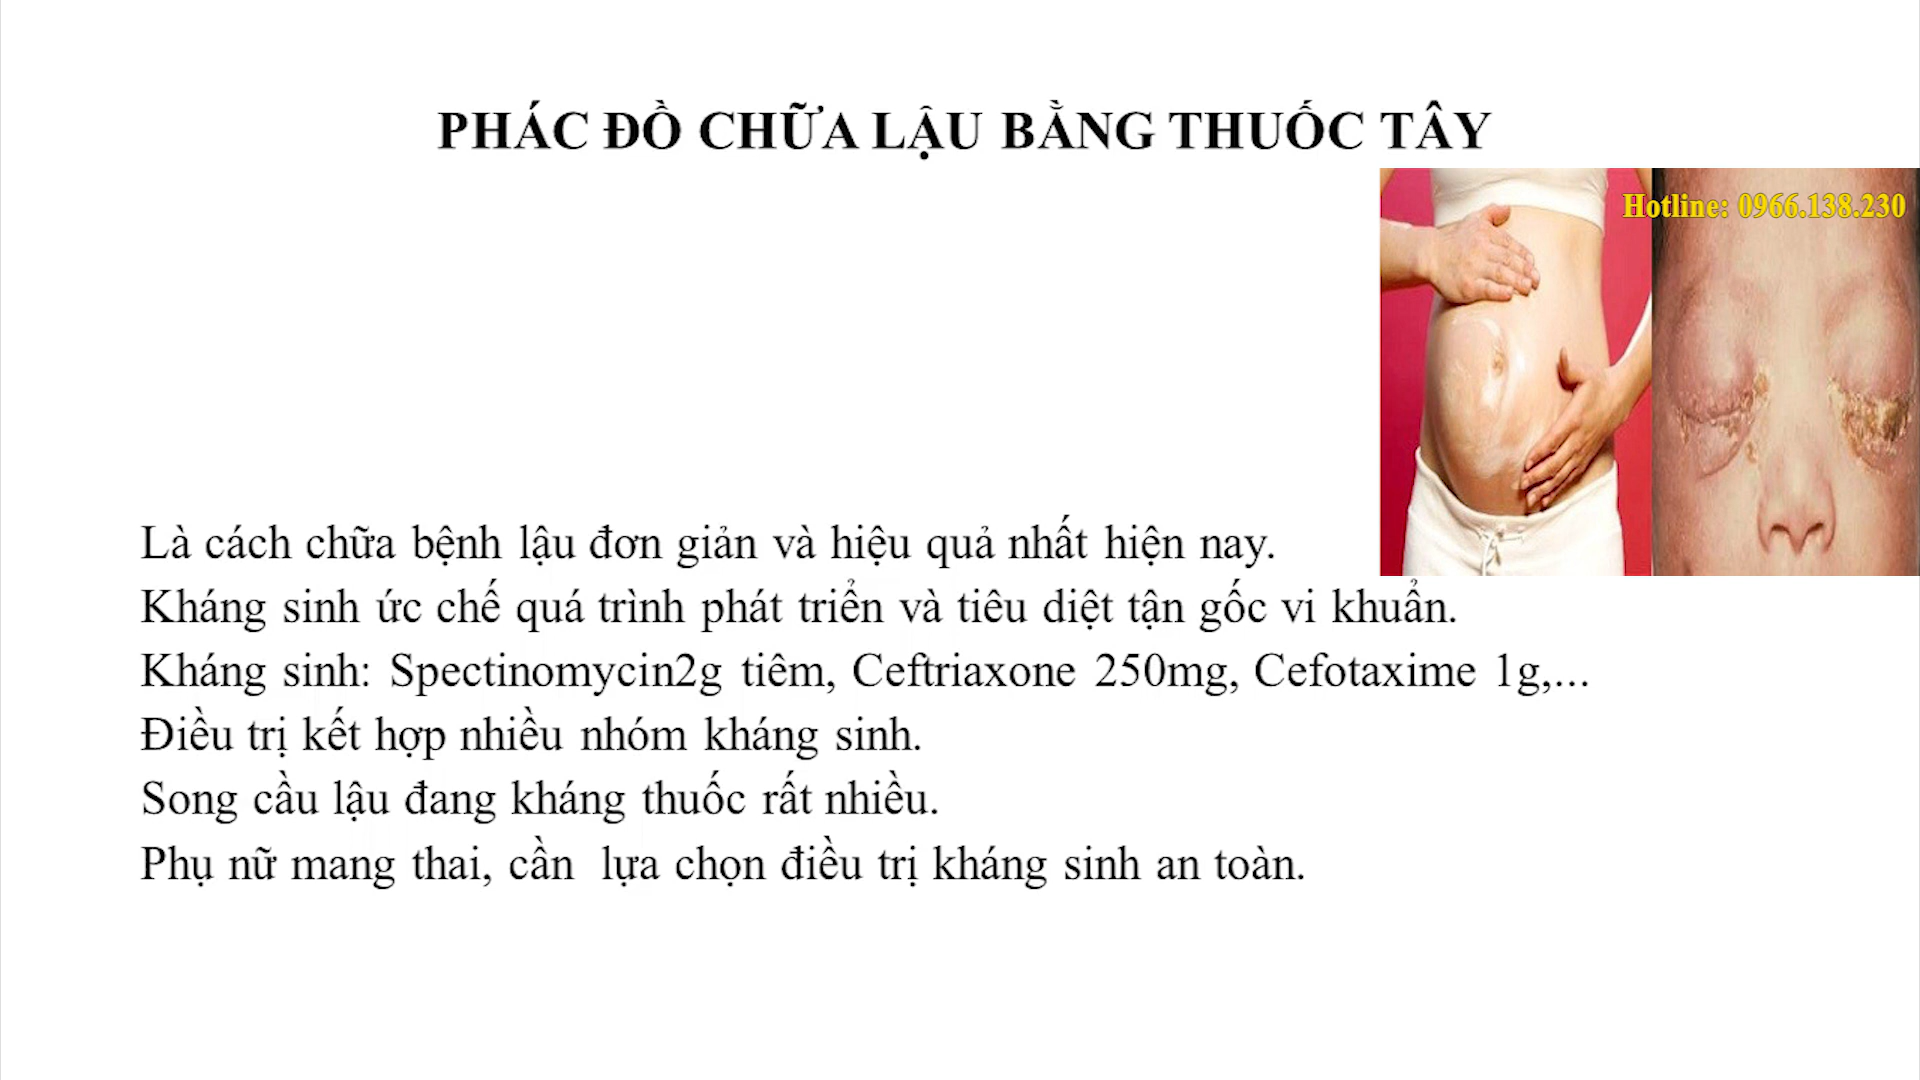 PHÁC ĐỒ CHỮA LẬU BẰNG THUỐC TÂY
Hotline: 0966.138.230
Là cách chữa bệnh lậu đơn giản và hiệu quả nhất hiện nay.
Kháng sinh ức chế quá trình phát triển và tiêu diệt tận gốc vi khuẩn.
Kháng sinh: Spectinomycin2g tiêm, Ceftriaxone 250mg, Cefotaxime 1g,...
Điều trị kết hợp nhiều nhóm kháng sinh.
Song cầu lậu đang kháng thuốc rất nhiều.
Phụ nữ mang thai, cần lựa chọn điều trị kháng sinh an toàn.